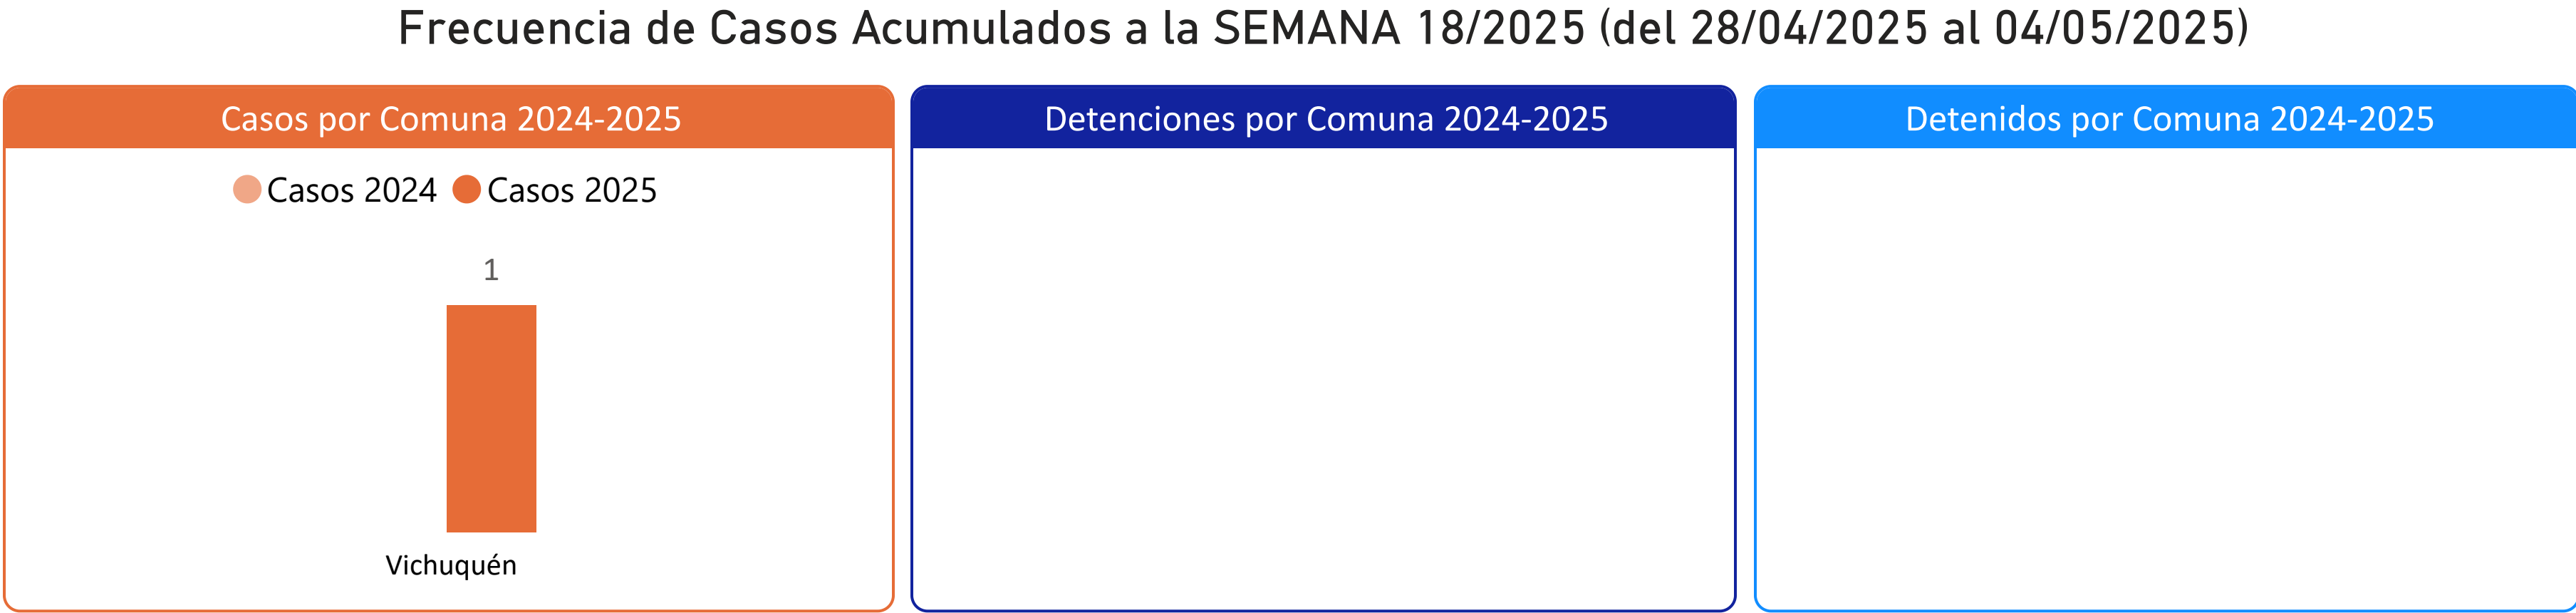 Frecuencia de Casos Acumulados a la SEMANA 18/2025 (del 28/04/2025 al 04/05/2025)
Casos por Comuna 2024-2025
Casos 2024 Casos 2025
1
Vichuquén
Detenciones por Comuna 2024-2025
Detenidos por Comuna 2024-2025